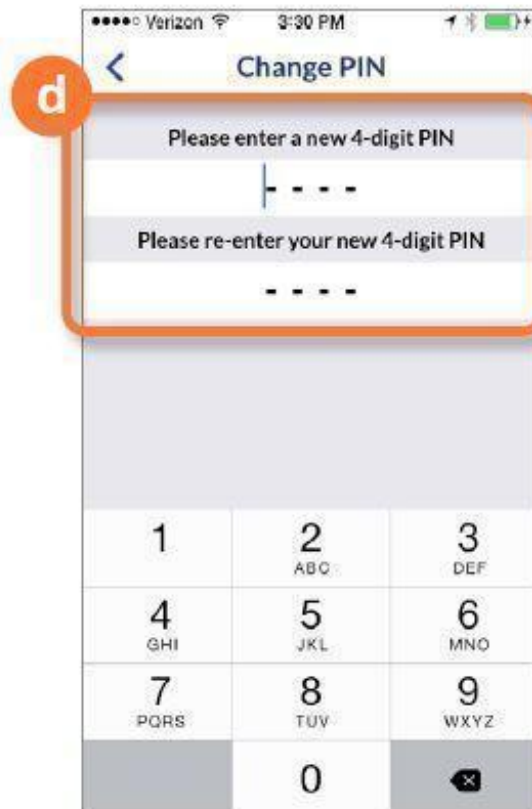 Verizon 3:30 PM
Change PIN
d
Please enter a new 4-digit PIN
- - - -
Please re-enter your new 4-digit PIN
- - - -
1 2 3
ABC DEF
4 5 6
GHI JKL MNO
7 8 9
PQRS TUV WXYZ
0